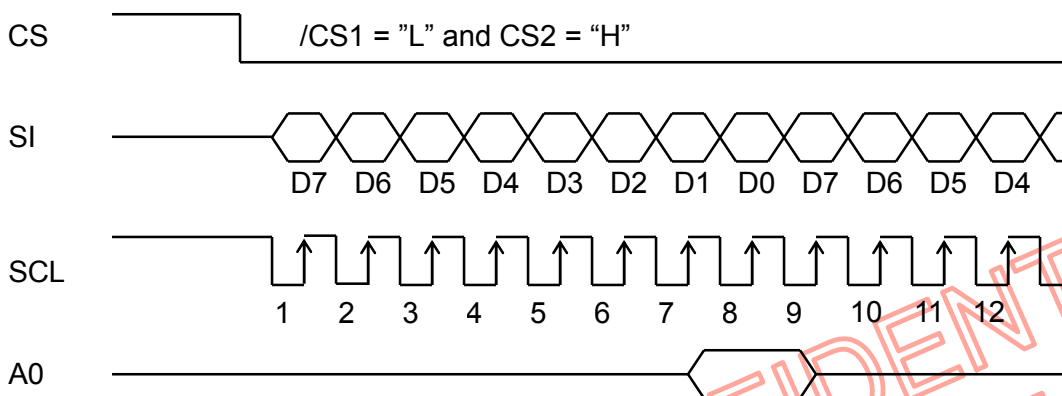 CS
/CS1 = ”L” and CS2 = “H”
SI
D7 D6 D5 D4 D3 D2 D1 D0 D7 D6 D5 D4
SCL
1 2 3 4 5 6 7 8 9 10 11 12
A0